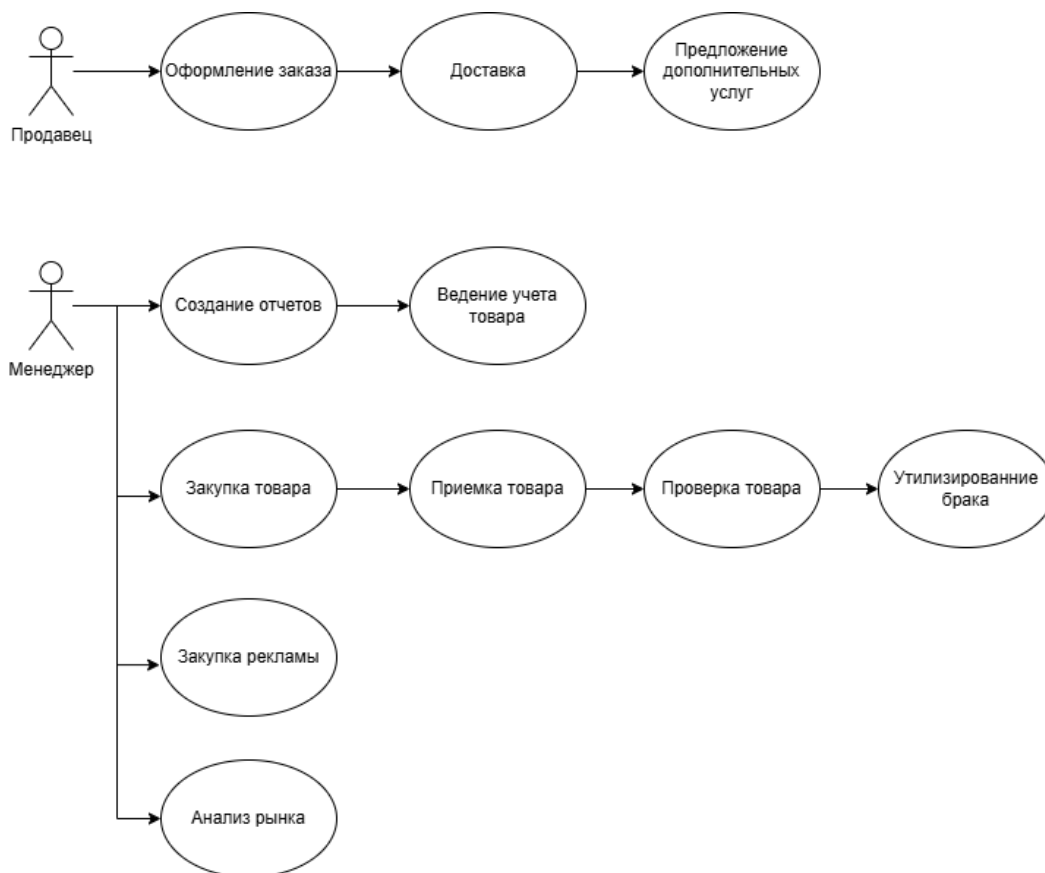 Оформление заказа
Доставка
Предложение
дополнительных
услуг
Продавец
Создание отчетов
Ведение учета
товара
Менеджер
Закупка товара
Приемка товара
Проверка товара
Утилизированние
брака
Закупка рекламы
Анализ рынка